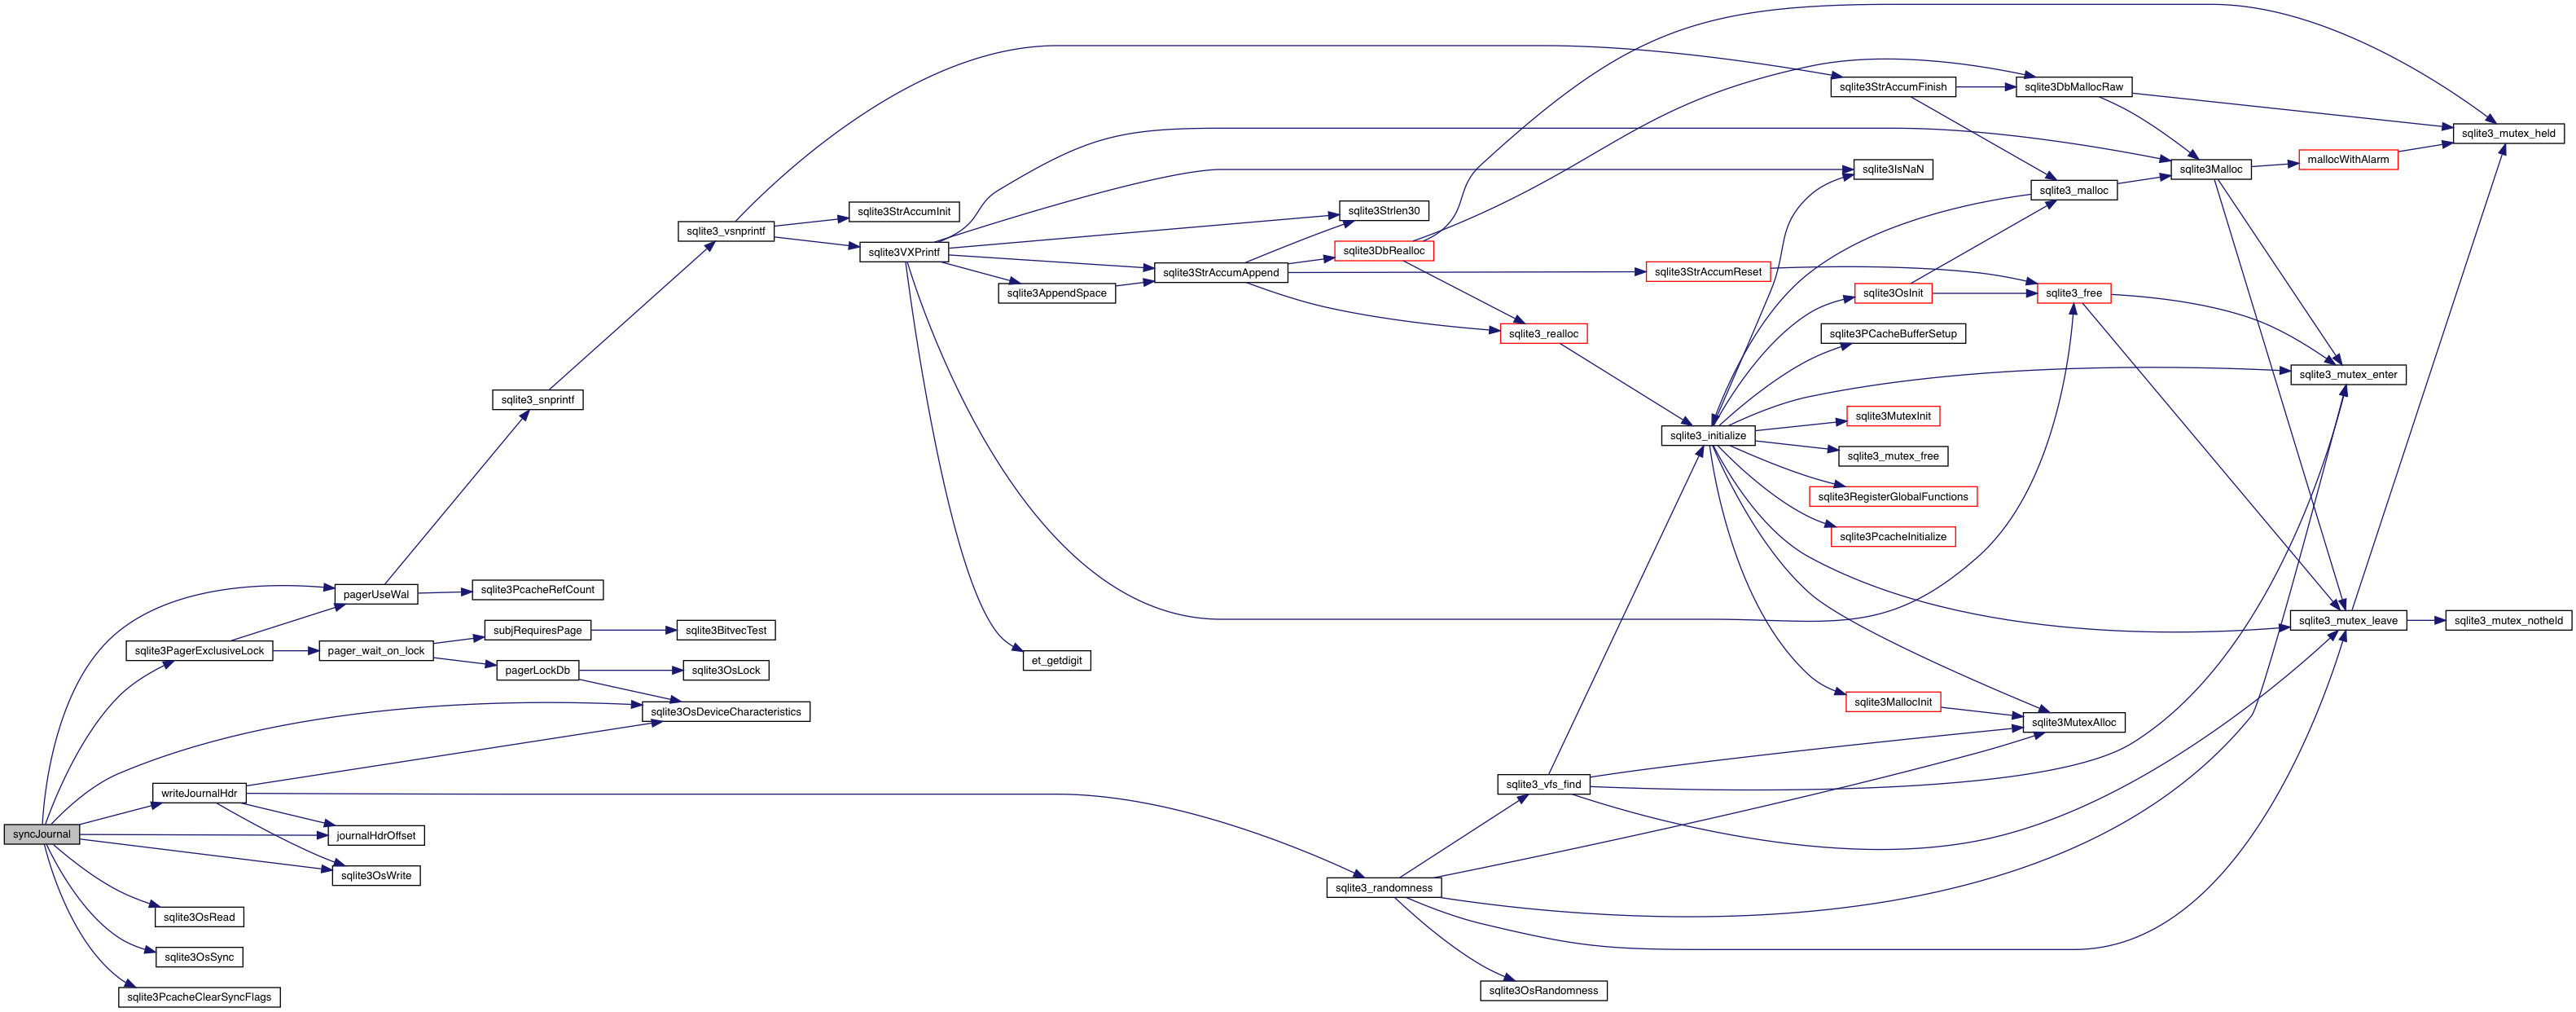 syncJournal
pagerUseWal
sqlite3PagerExclusiveLock
writeJournalHdr
journalHdrOffset
sqlite3OsWrite
sqlite3OsRead
sqlite3OsSync
sqlite3PcacheClearSyncFlags
pager_wait_on_lock
sqlite3_snprintf
sqlite3PcacheRefCount
subjRequiresPage
pagerLockDb
sqlite3BitvecTest
sqlite3OsLock
sqlite3OsDeviceCharacteristics
sqlite3_vsnprintf
sqlite3StrAccumInit
sqlite3VXPrintf
sqlite3AppendSpace
et_getdigit
sqlite3StrAccumAppend
sqlite3Strlen30
sqlite3DbRealloc
sqlite3_realloc
sqlite3StrAccumReset
sqlite3_randomness
sqlite3_vfs_find
sqlite3OsRandomness
sqlite3_initialize
sqlite3StrAccumFinish
sqlite3IsNaN
sqlite3OsInit
sqlite3PCacheBufferSetup
sqlite3MutexInit
sqlite3_mutex_free
sqlite3RegisterGlobalFunctions
sqlite3PcacheInitialize
sqlite3MallocInit
sqlite3DbMallocRaw
sqlite3_malloc
sqlite3_free
sqlite3MutexAlloc
sqlite3Malloc
mallocWithAlarm
sqlite3_mutex_enter
sqlite3_mutex_leave
sqlite3_mutex_held
sqlite3_mutex_notheld